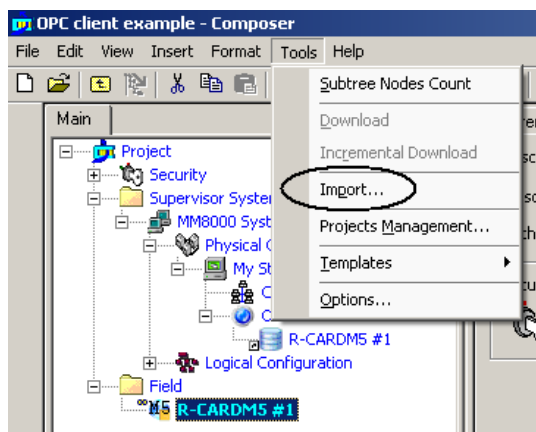 OPC client example - Composer
File Edit View Insert Format Tools Help
Subtree Nodes Count
Download
Incremental Download
Import...
Projects Management...
Templates
Options...
Main
Project
Security
Supervisor System
MM8000 Syst
Physical
My St
R-CARDM5 #1
Logical Configuration
Field
M5 R-CARDM5 #1